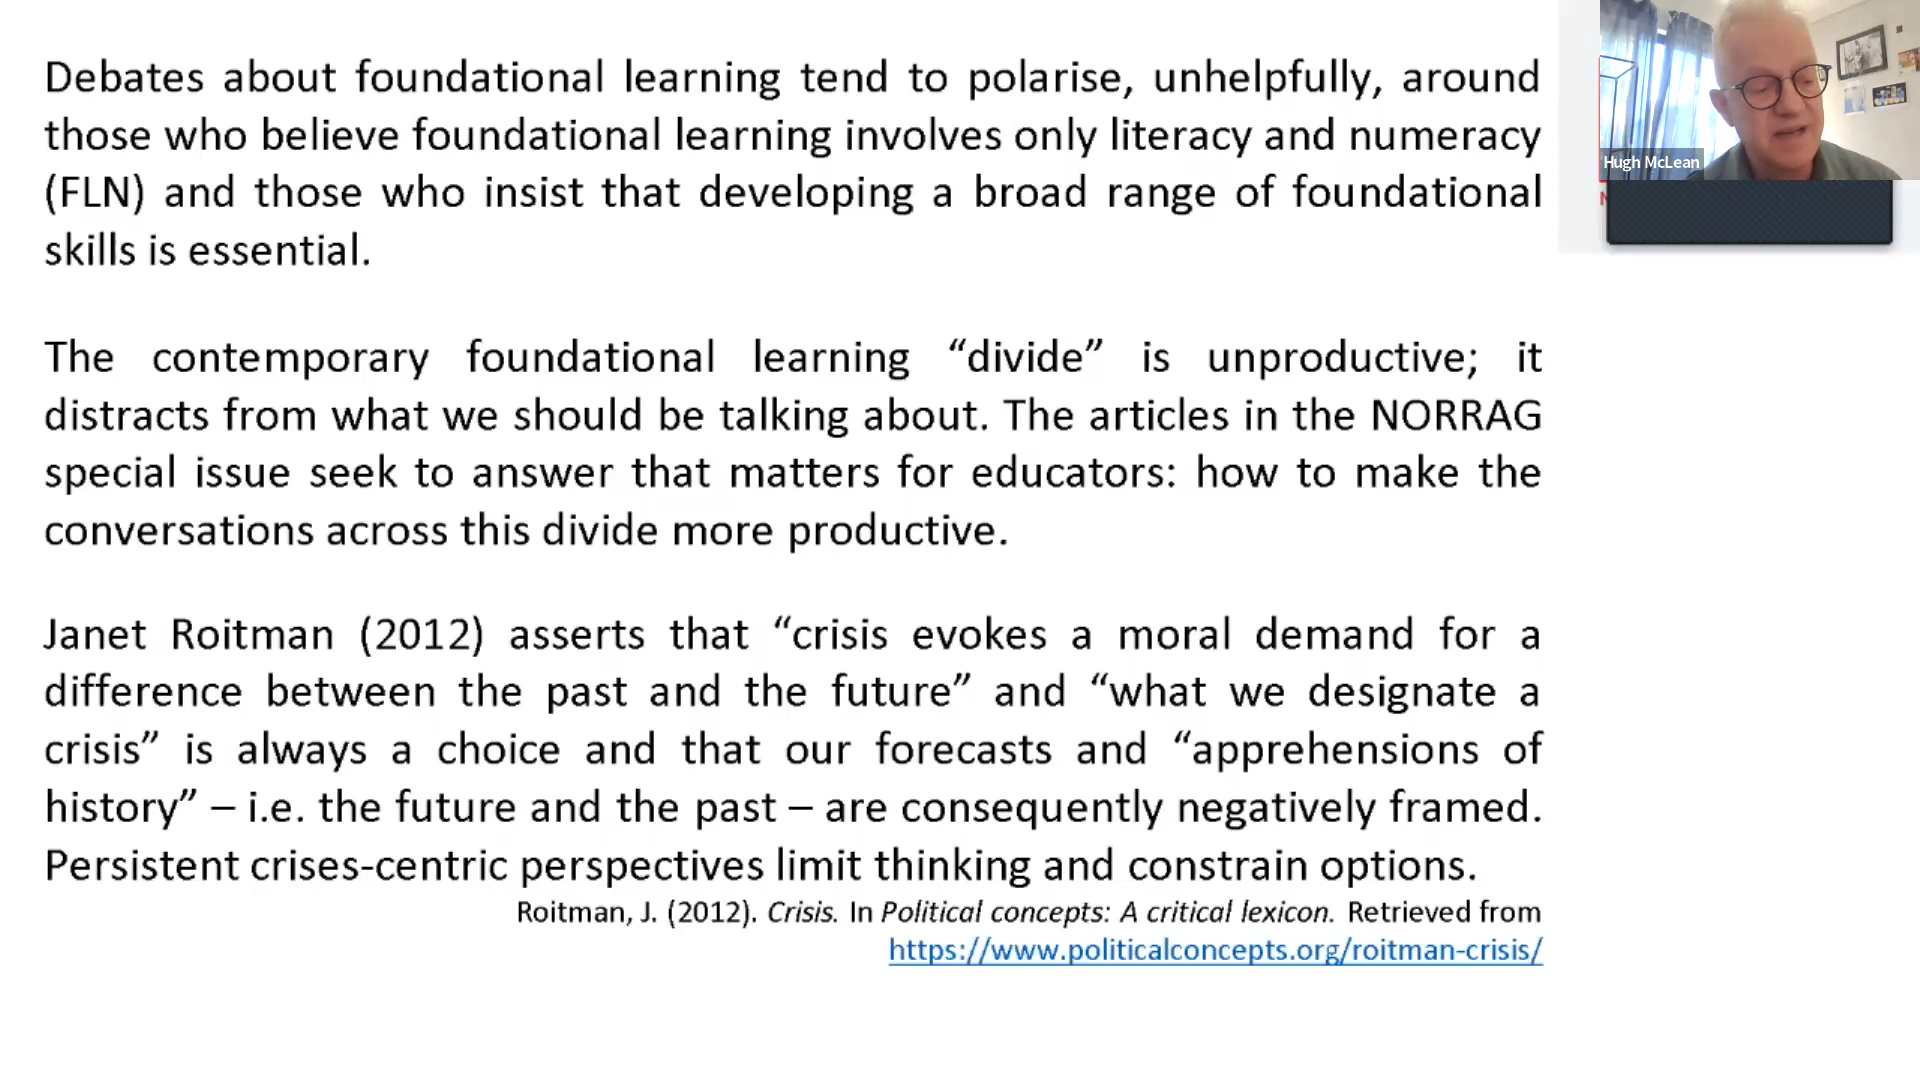 Debates about foundational learning tend to polarise, unhelpfully, around
those who believe foundational learning involves only literacy and numeracy
(FLN) and those who insist that developing a broad range of foundational
skills is essential.
The contemporary foundational learning “divide” is unproductive; it
distracts from what we should be talking about. The articles in the NORRAG
special issue seek to answer that matters for educators: how to make the
conversations across this divide more productive.
Janet Roitman (2012) asserts that “crisis evokes a moral demand for a
difference between the past and the future” and “what we designate a
crisis” is always a choice and that our forecasts and “apprehensions of
history” – i.e. the future and the past – are consequently negatively framed.
Persistent crises-centric perspectives limit thinking and constrain options.
Roitman, J. (2012). Crisis. In Political concepts: A critical lexicon. Retrieved from
https://www.politicalconcepts.org/roitman-crisis/
Hugh McLean